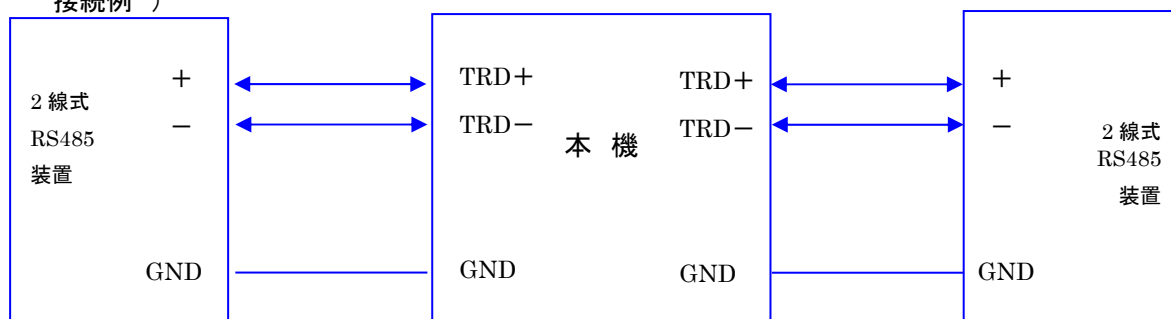 接続例 )
+ TRD+ TRD+ +
2 線式
RS485
装置
− TRD− TRD− −
本 機
2 線式
RS485
装置
GND GND GND GND